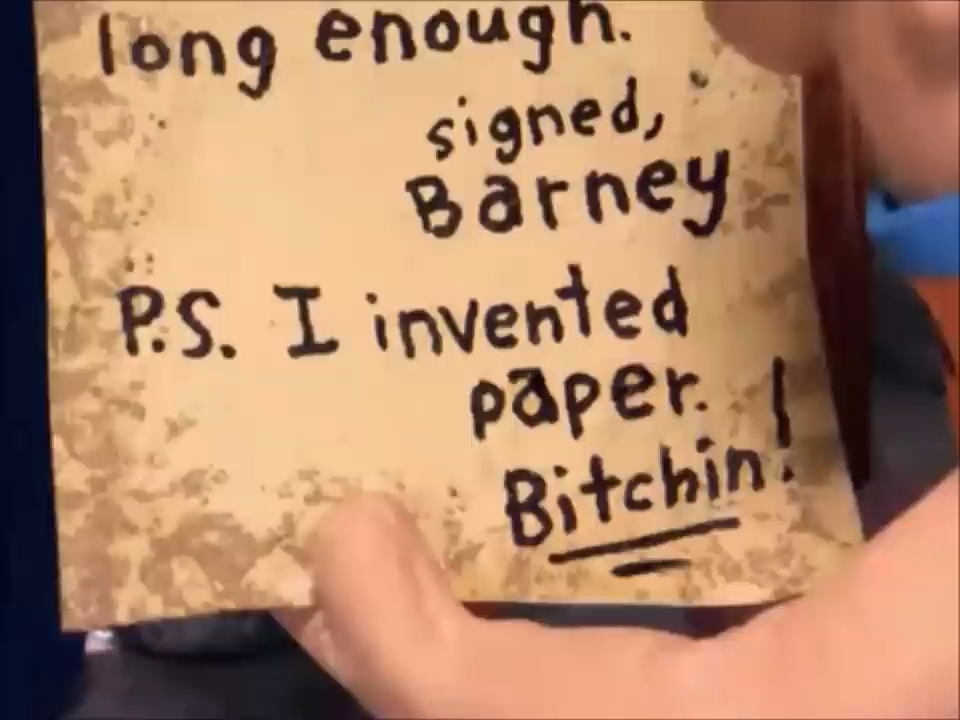 long enough.
signed,
Barney
P.S. I invented
paper.
Bitchin!